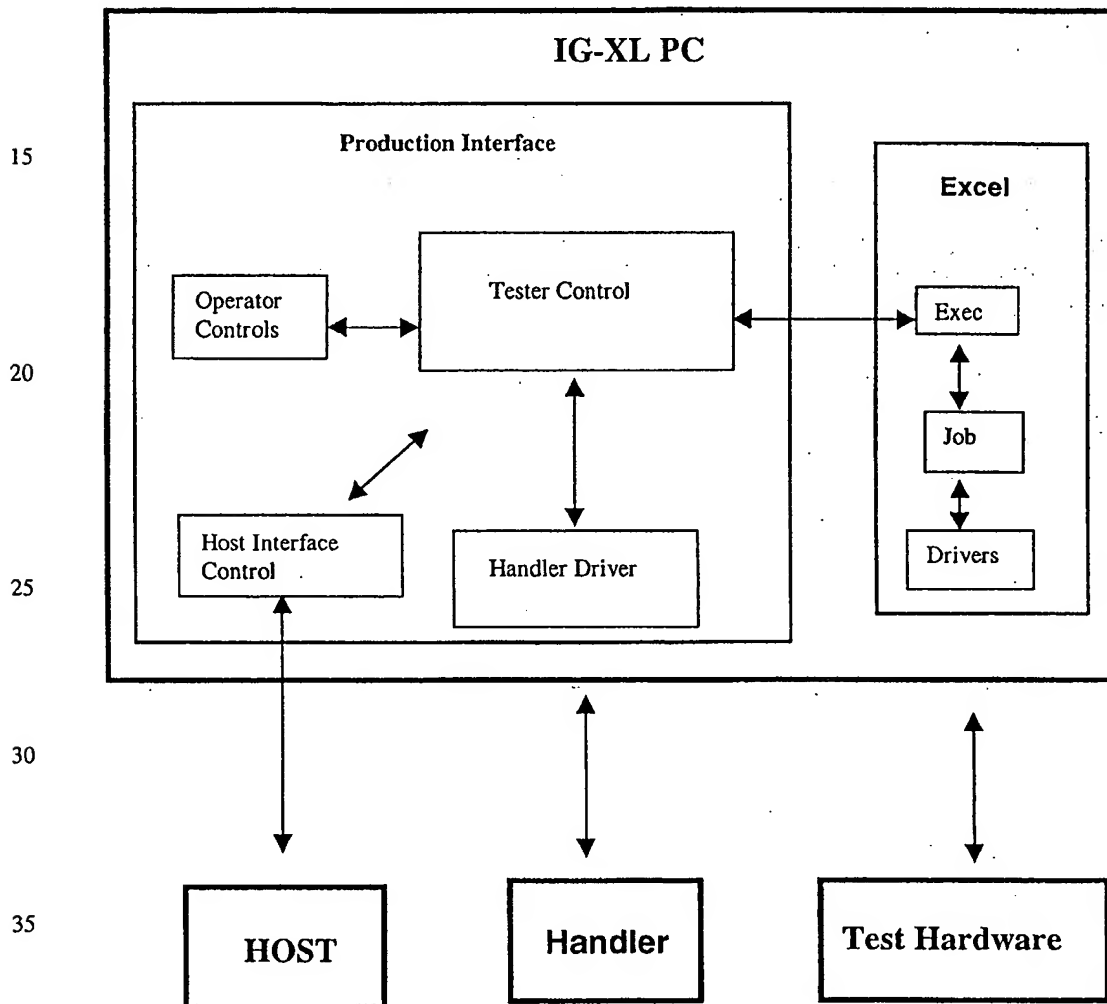 IG-XL PC
Production Interface
15
Excel
Operator
Controls
Tester Control
Exec
20
Job
Host Interface
Control
Handler Driver
Drivers
25
30
35
HOST
Handler
Test Hardware